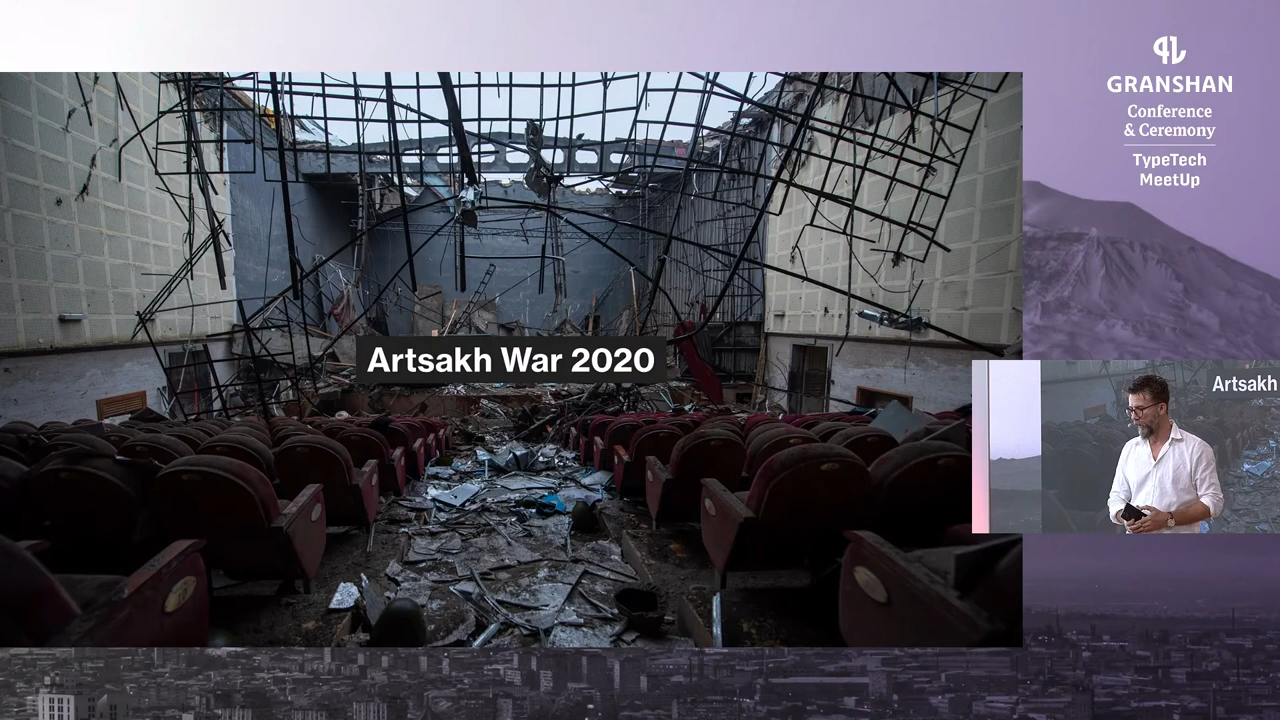 GRANSHAN
Conference
& Ceremony
TypeTech
MeetUp
Artsakh War 2020
Artsakh